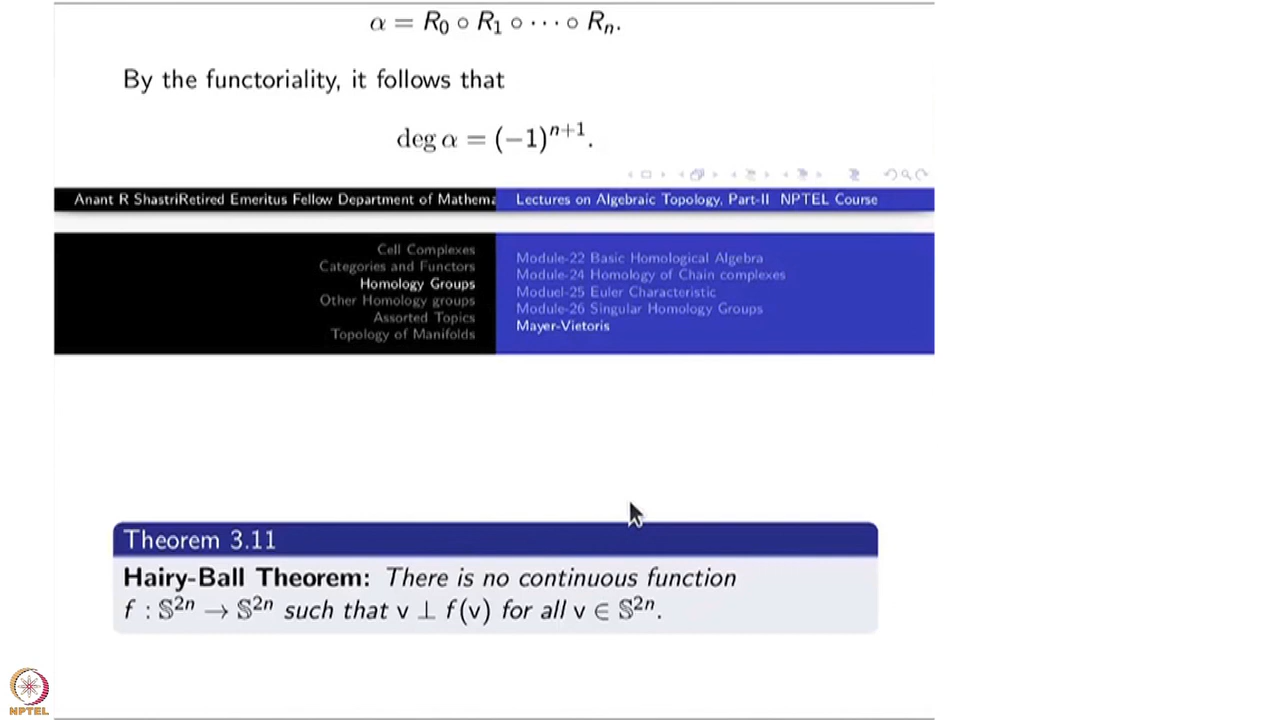 α = R₀ ∘ R₁ ∘ ⋯ ∘ Rₙ.
By the functoriality, it follows that
deg α = (−1)ⁿ⁺¹.
Anant R ShastriRetired Emeritus Fellow Department of Mathema
Lectures on Algebraic Topology, Part-II NPTEL Course
Cell Complexes
Categories and Functors
Homology Groups
Other Homology groups
Assorted Topics
Topology of Manifolds
Module-22 Basic Homological Algebra
Module-24 Homology of Chain complexes
Moduel-25 Euler Characteristic
Module-26 Singular Homology Groups
Mayer-Vietoris
Theorem 3.11
Hairy-Ball Theorem: There is no continuous function
f : 𝕊²ⁿ → 𝕊²ⁿ such that v ⊥ f(v) for all v ∈ 𝕊²ⁿ.
NPTEL